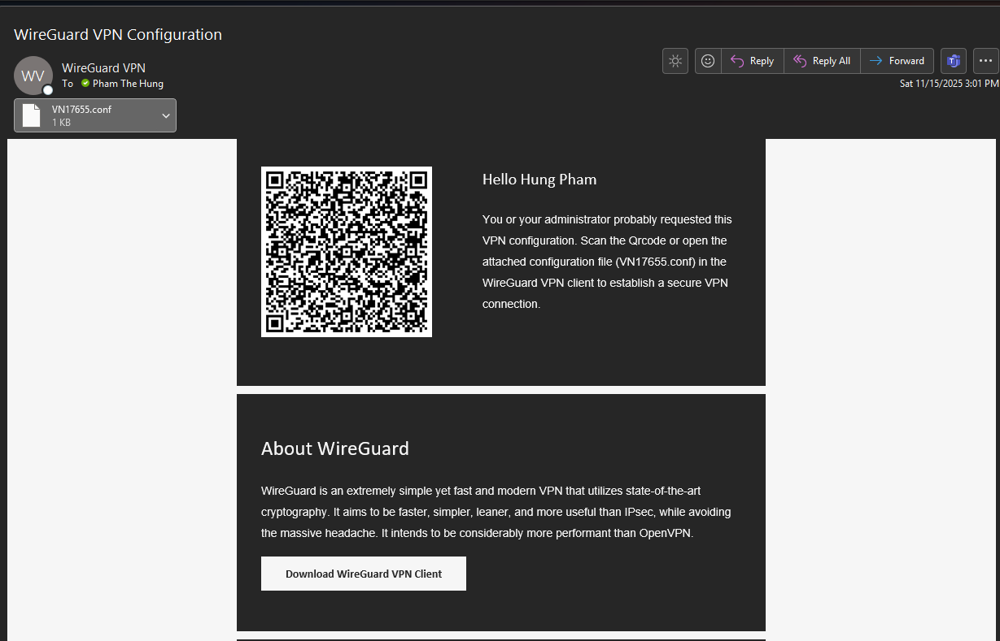 WireGuard VPN Configuration
WV
WireGuard VPN
To Pham The Hung
Reply
Reply All
Forward
Sat 11/15/2025 3:01 PM
VN17655.conf
1 KB
Hello Hung Pham
You or your administrator probably requested this
VPN configuration. Scan the Qrcode or open the
attached configuration file (VN17655.conf) in the
WireGuard VPN client to establish a secure VPN
connection.
About WireGuard
WireGuard is an extremely simple yet fast and modern VPN that utilizes state-of-the-art
cryptography. It aims to be faster, simpler, leaner, and more useful than IPsec, while avoiding
the massive headache. It intends to be considerably more performant than OpenVPN.
Download WireGuard VPN Client